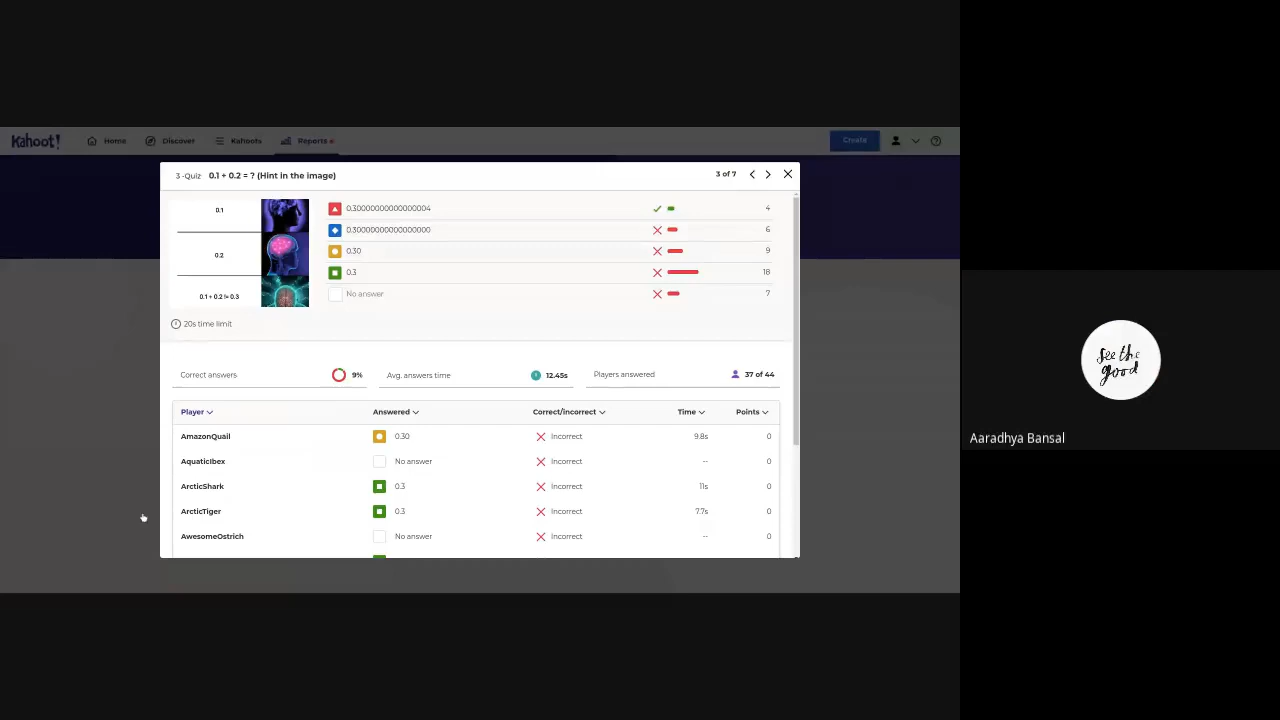 Kahoot!
Home
Discover
Kahoots
Reports
Create
3 -Quiz 0.1 + 0.2 = ? (Hint in the image)
3 of 7
0.1
0.2
0.1 + 0.2 != 0.3
0.30000000000000004 4
0.30000000000000000 6
0.30 9
0.3 18
No answer 7
20s time limit
Correct answers 9%
Avg. answers time 12.45s
Players answered 37 of 44
Player Answered Correct/incorrect Time Points
AmazonQuail 0.30 Incorrect 9.8s 0
AquaticIbex No answer Incorrect -- 0
ArcticShark 0.3 Incorrect 11s 0
ArcticTiger 0.3 Incorrect 7.7s 0
AwesomeOstrich No answer Incorrect -- 0
see the
good
Aaradhya Bansal